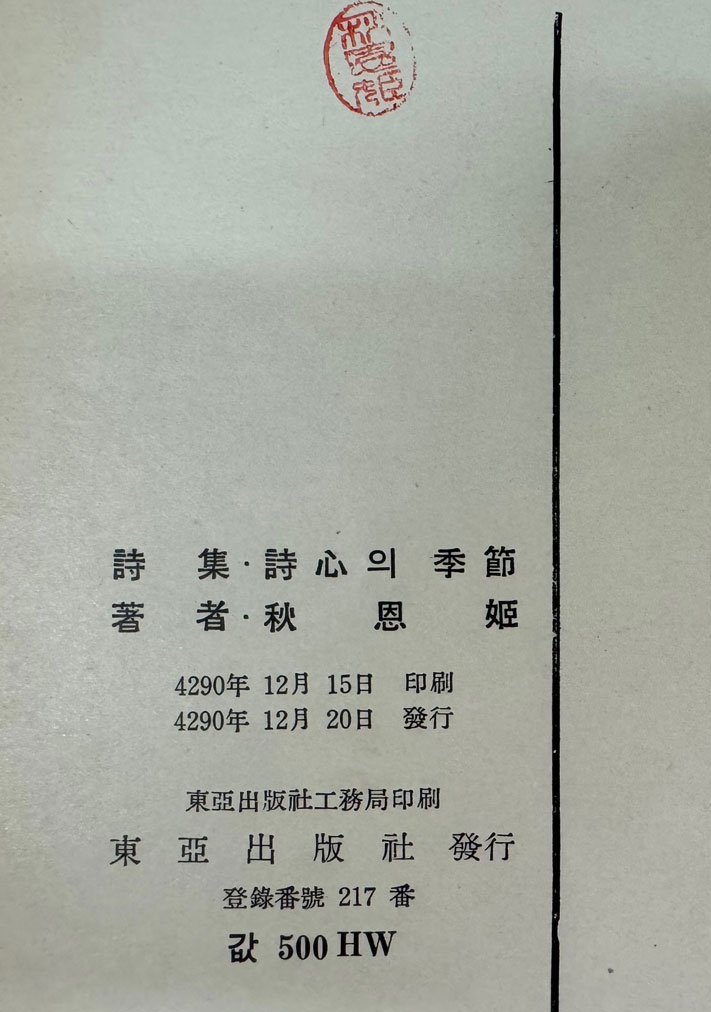 秋恩姬
詩 集·詩心의 季節
著 者·秋 恩 姬
4290年 12月 15日 印刷
4290年 12月 20日 發行
東亞出版社工務局印刷
東亞出版社 發行
登錄番號 217 番
값 500 HW